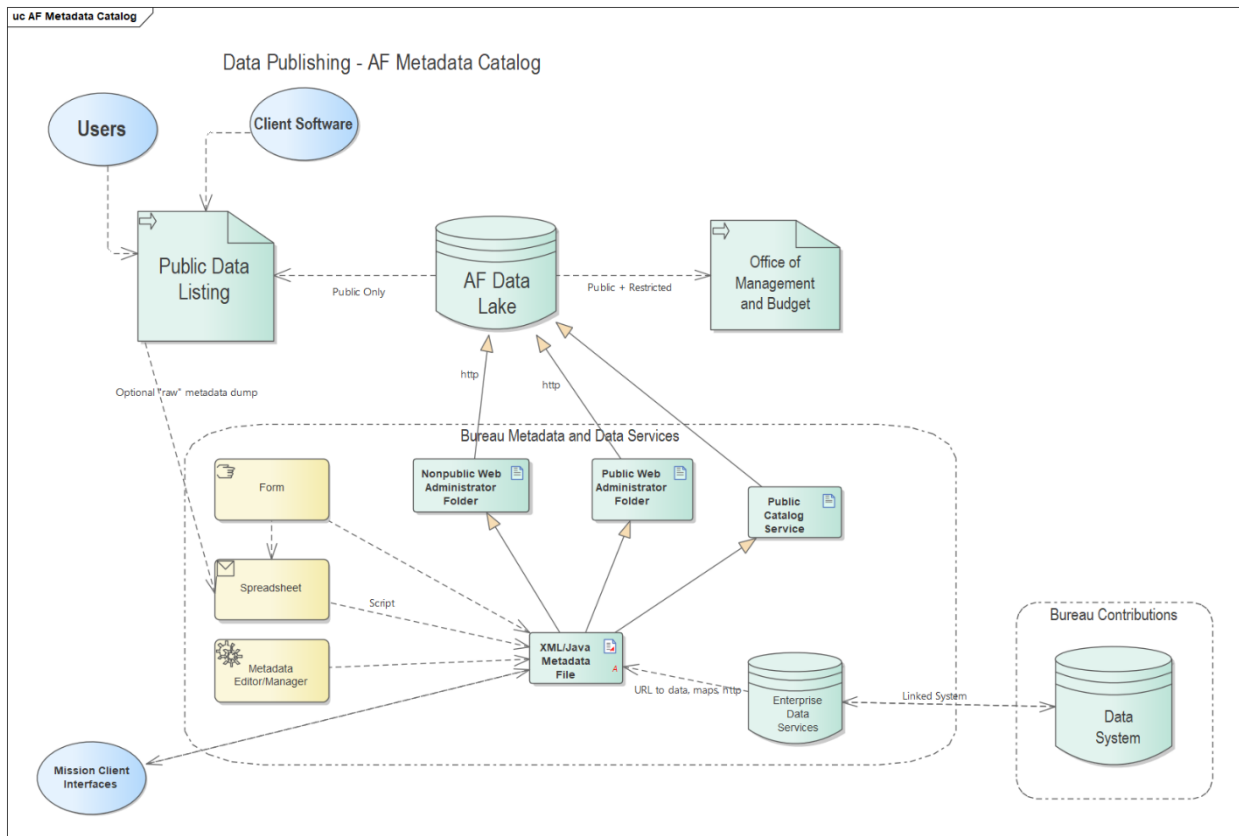 uc AF Metadata Catalog
Data Publishing - AF Metadata Catalog
Users
Client Software
Public Data
Listing
AF Data
Lake
Office of
Management
and Budget
Public Only
Public + Restricted
Optional "raw" metadata dump
http
http
Bureau Metadata and Data Services
Form
Nonpublic Web
Administrator
Folder
Public Web
Administrator
Folder
Public
Catalog
Service
Spreadsheet
Script
Metadata
Editor/Manager
XML/Java
Metadata
File
A
URL to data, maps, http
Enterprise
Data
Services
Linked System
Bureau Contributions
Data
System
Mission Client
Interfaces